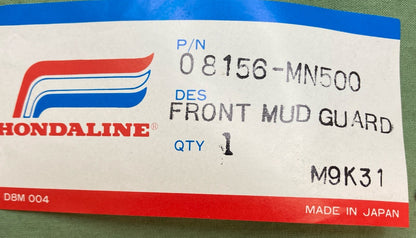 P/N
08156-MN500
DES
FRONT MUD GUARD
HONDALINE®
QTY 1
M9K31
DBM 004
MADE IN JAPAN